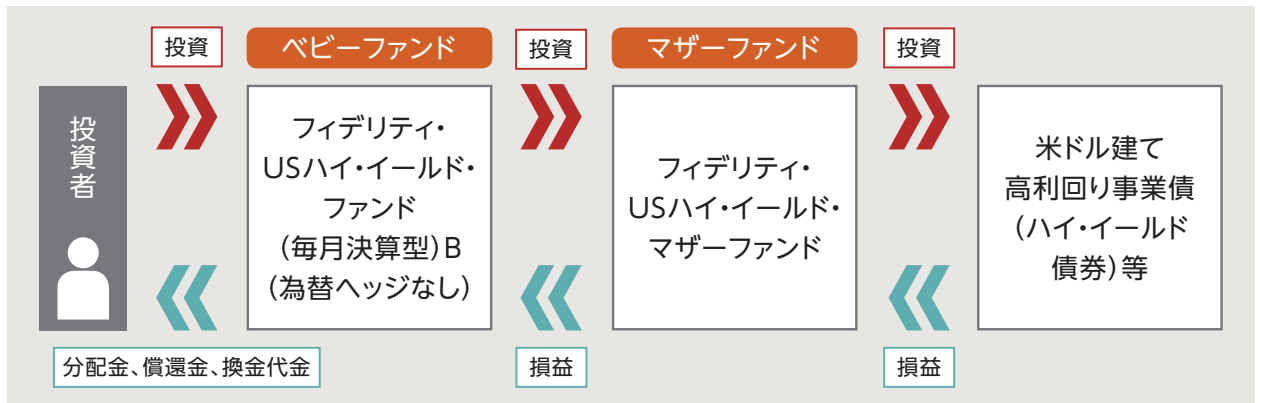 投資
ベビーファンド
投資
マザーファンド
投資
投資者
フィデリティ・
USハイ・イールド・
ファンド
(毎月決算型)B
(為替ヘッジなし)
フィデリティ・
USハイ・イールド・
マザーファンド
米ドル建て
高利回り事業債
(ハイ・イールド
債券)等
分配金、償還金、換金代金
損益
損益